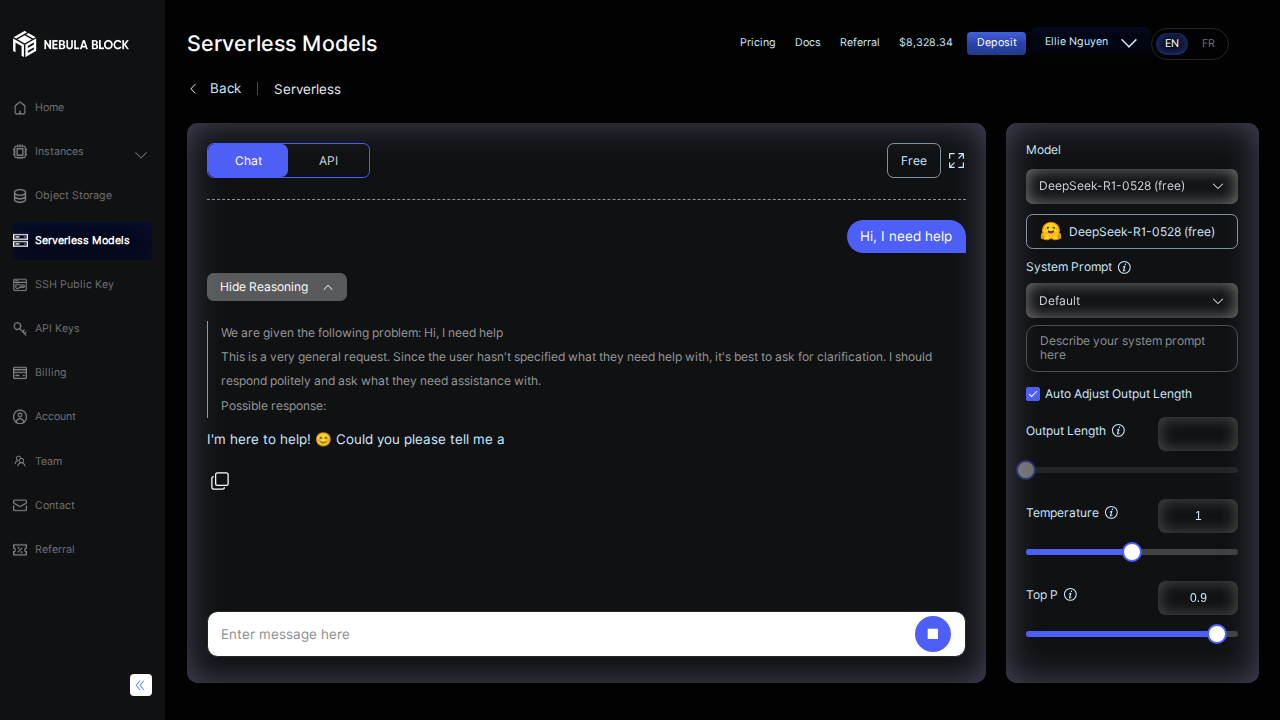 NEBULA BLOCK
Home
Instances
Object Storage
Serverless Models
SSH Public Key
API Keys
Billing
Account
Team
Contact
Referral
Serverless Models
Pricing
Docs
Referral
$8,328.34
Deposit
Ellie Nguyen
EN
FR
Back
Serverless
Chat
API
Free
Hi, I need help
Hide Reasoning
We are given the following problem: Hi, I need help
This is a very general request. Since the user hasn't specified what they need help with, it's best to ask for clarification. I should
respond politely and ask what they need assistance with.
Possible response:
I'm here to help! 😊 Could you please tell me a
Enter message here
Model
DeepSeek-R1-0528 (free)
DeepSeek-R1-0528 (free)
System Prompt
Default
Describe your system prompt
here
Auto Adjust Output Length
Output Length
Temperature
1
Top P
0.9